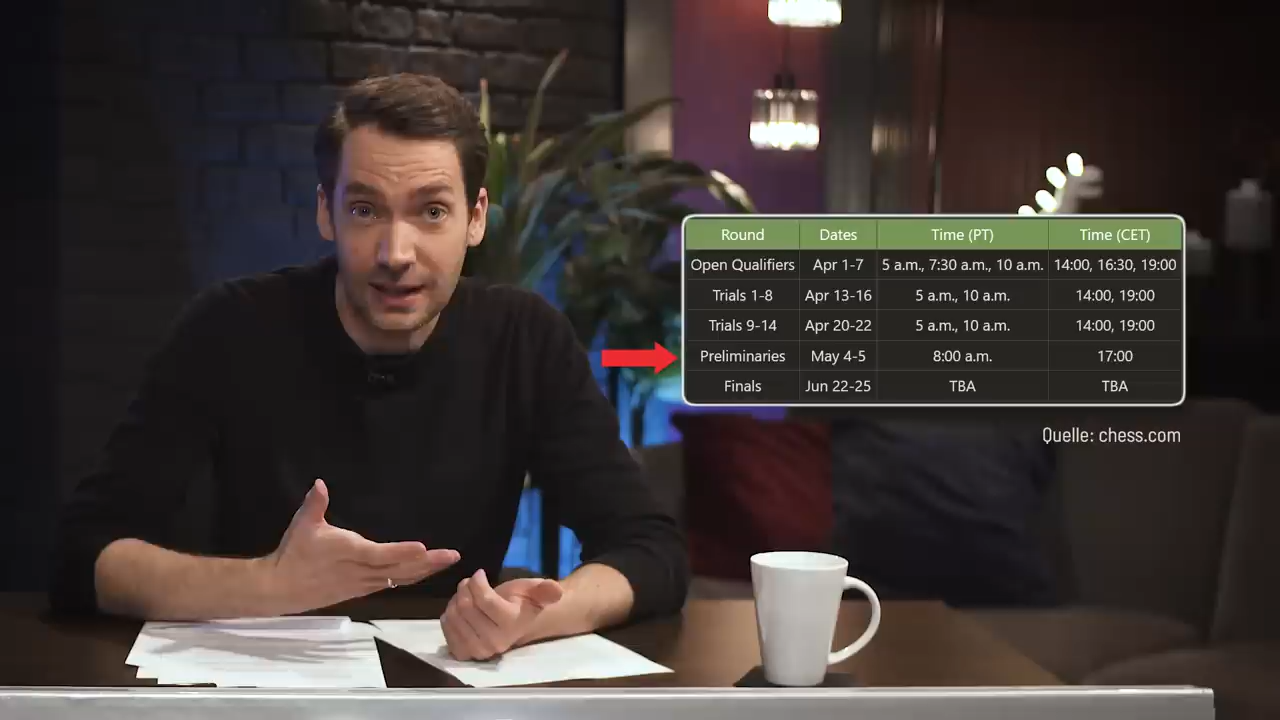 Round Dates Time (PT) Time (CET)
Open Qualifiers Apr 1-7 5 a.m., 7:30 a.m., 10 a.m. 14:00, 16:30, 19:00
Trials 1-8 Apr 13-16 5 a.m., 10 a.m. 14:00, 19:00
Trials 9-14 Apr 20-22 5 a.m., 10 a.m. 14:00, 19:00
Preliminaries May 4-5 8:00 a.m. 17:00
Finals Jun 22-25 TBA TBA
Quelle: chess.com